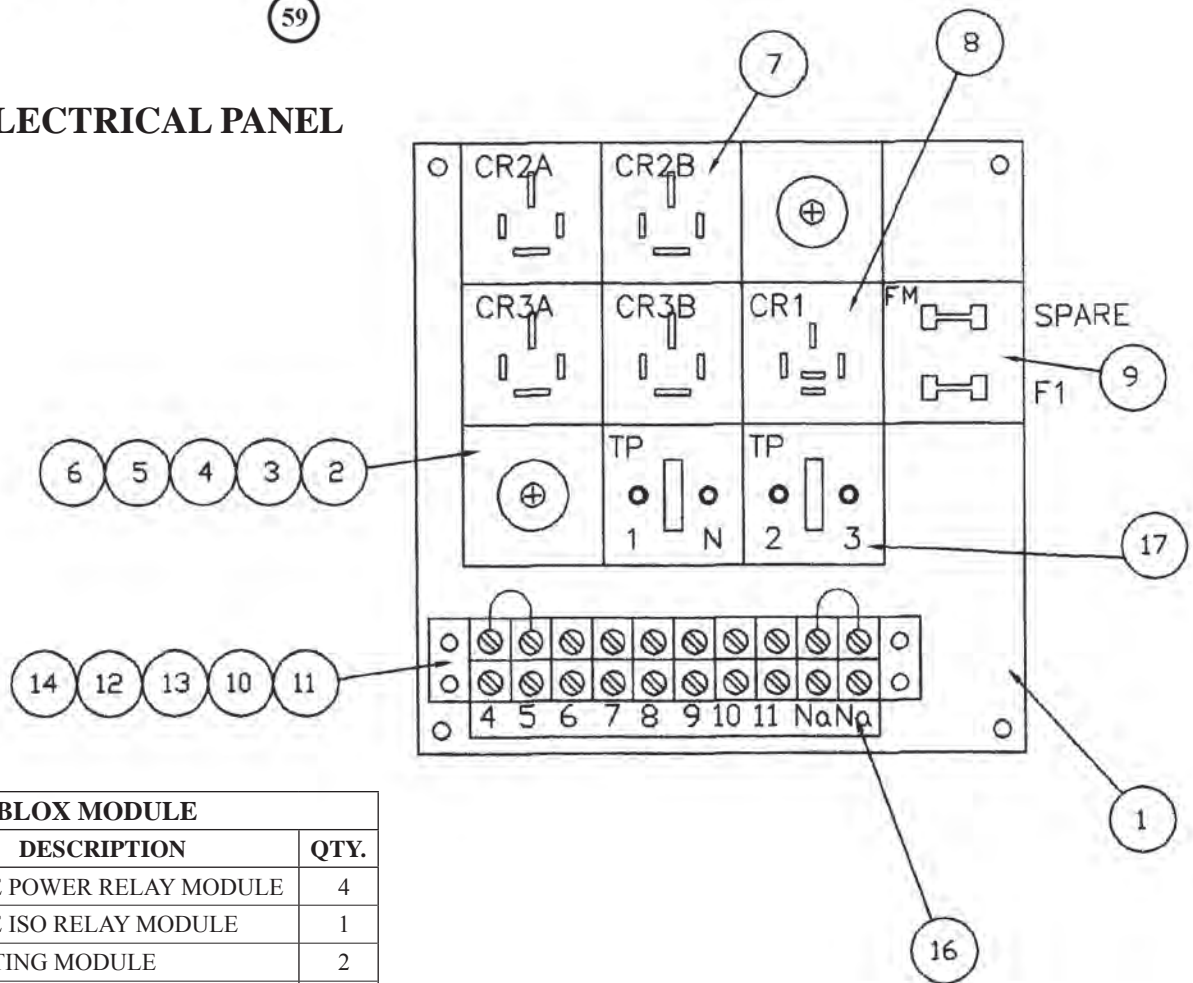 59
LECTRICAL PANEL
7
8
CR2A CR2B
CR3A CR3B CR1 FM SPARE
F1
9
6 5 4 3 2
TP TP
1 N 2 3
17
14 12 13 10 11
4 5 6 7 8 9 10 11 Na Na
1
16
BLOX MODULE
DESCRIPTION QTY.
POWER RELAY MODULE 4
ISO RELAY MODULE 1
TING MODULE 2